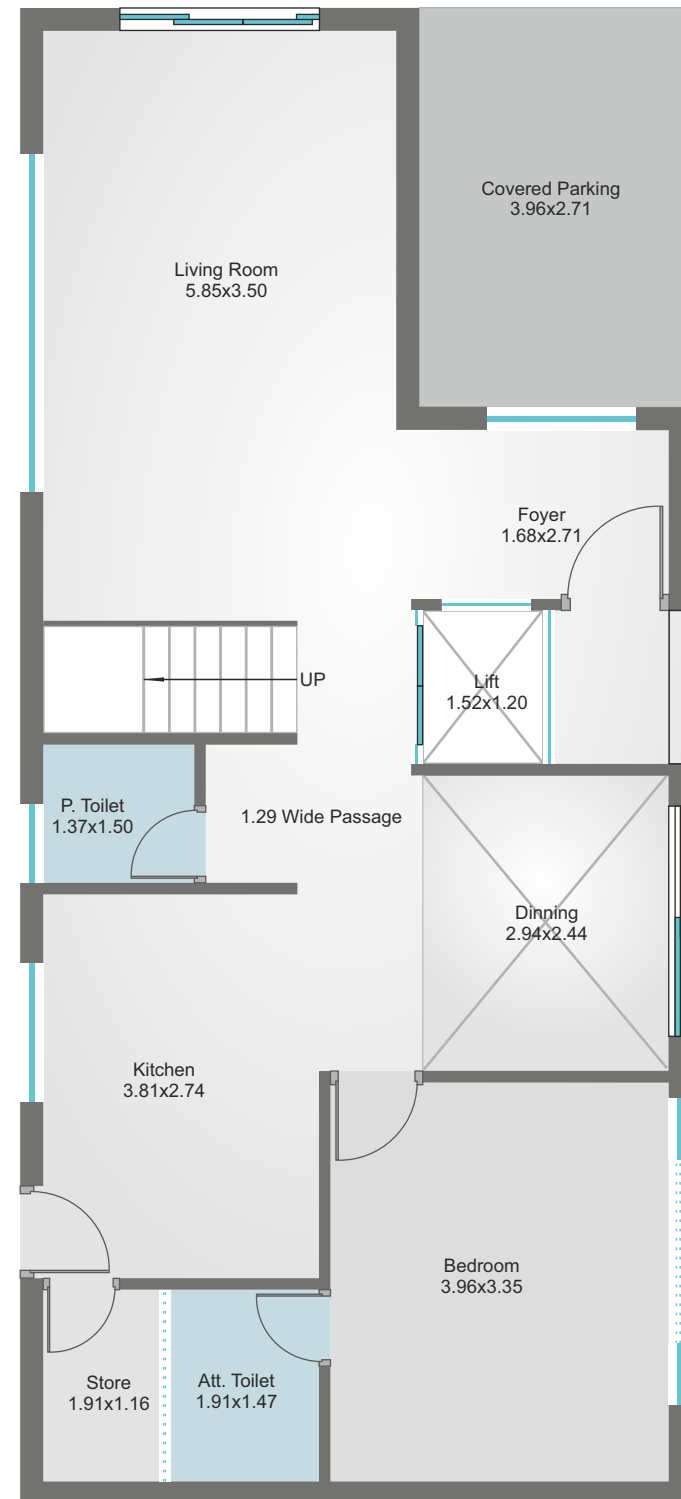 Covered Parking
3.96x2.71
Living Room
5.85x3.50
Foyer
1.68x2.71
UP
Lift
1.52x1.20
P. Toilet
1.37x1.50
1.29 Wide Passage
Dinning
2.94x2.44
Kitchen
3.81x2.74
Bedroom
3.96x3.35
Store
1.91x1.16
Att. Toilet
1.91x1.47